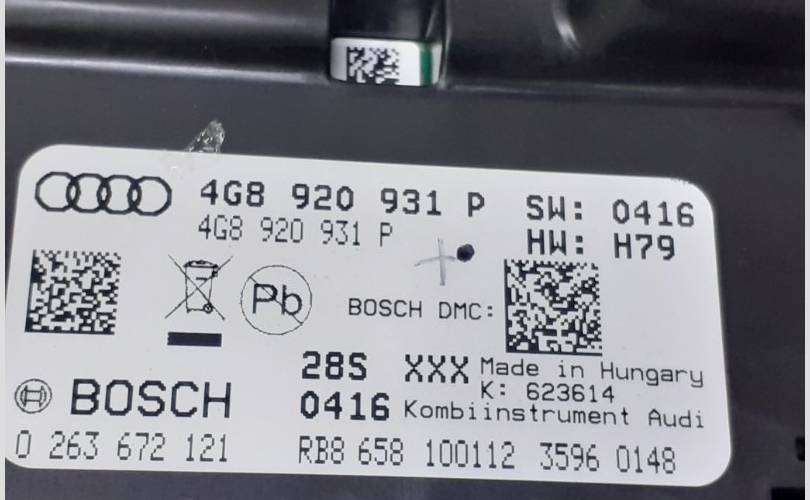 4G8 920 931 P SW: 0416
4G8 920 931 P HW: H79
Pb BOSCH DMC:
28S XXX Made in Hungary
K: 623614
BOSCH 0416 Kombiinstrument Audi
0 263 672 121 RB8 658 100112 3596 0148